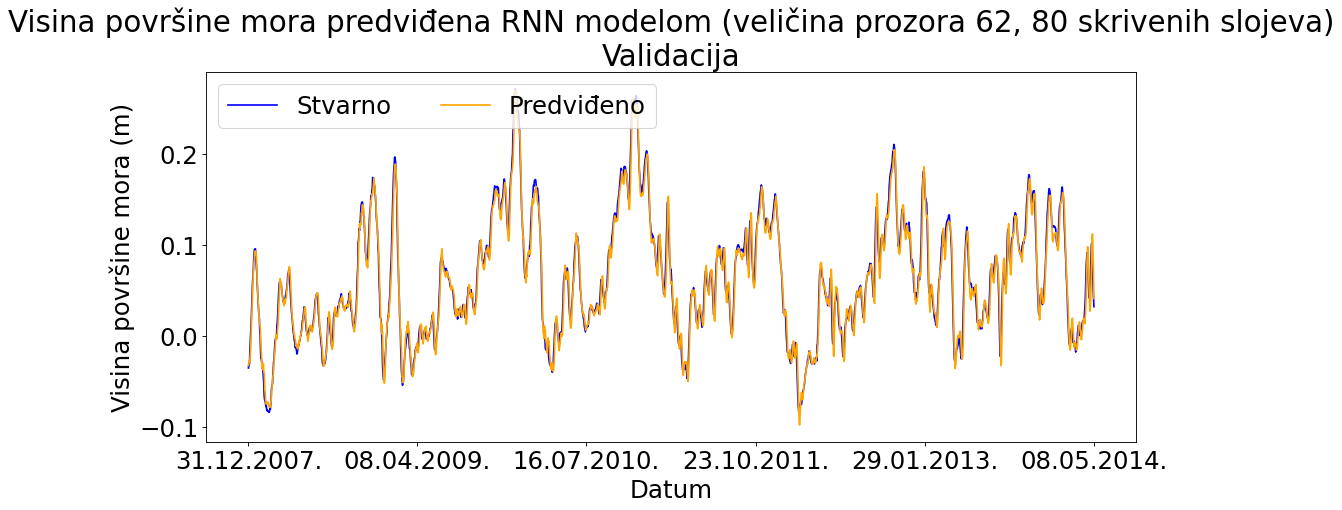 Visina površine mora predviđena RNN modelom (veličina prozora 62, 80 skrivenih slojeva)
Validacija
Stvarno
Predviđeno
Visina površine mora (m)
0.2
0.1
0.0
−0.1
31.12.2007.
08.04.2009.
16.07.2010.
23.10.2011.
29.01.2013.
08.05.2014.
Datum